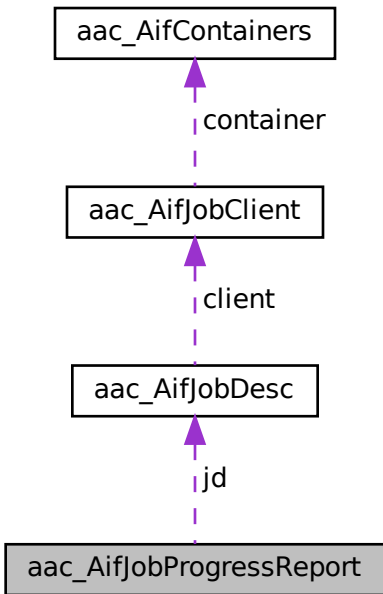 aac_AifContainers
container
aac_AifJobClient
client
aac_AifJobDesc
jd
aac_AifJobProgressReport